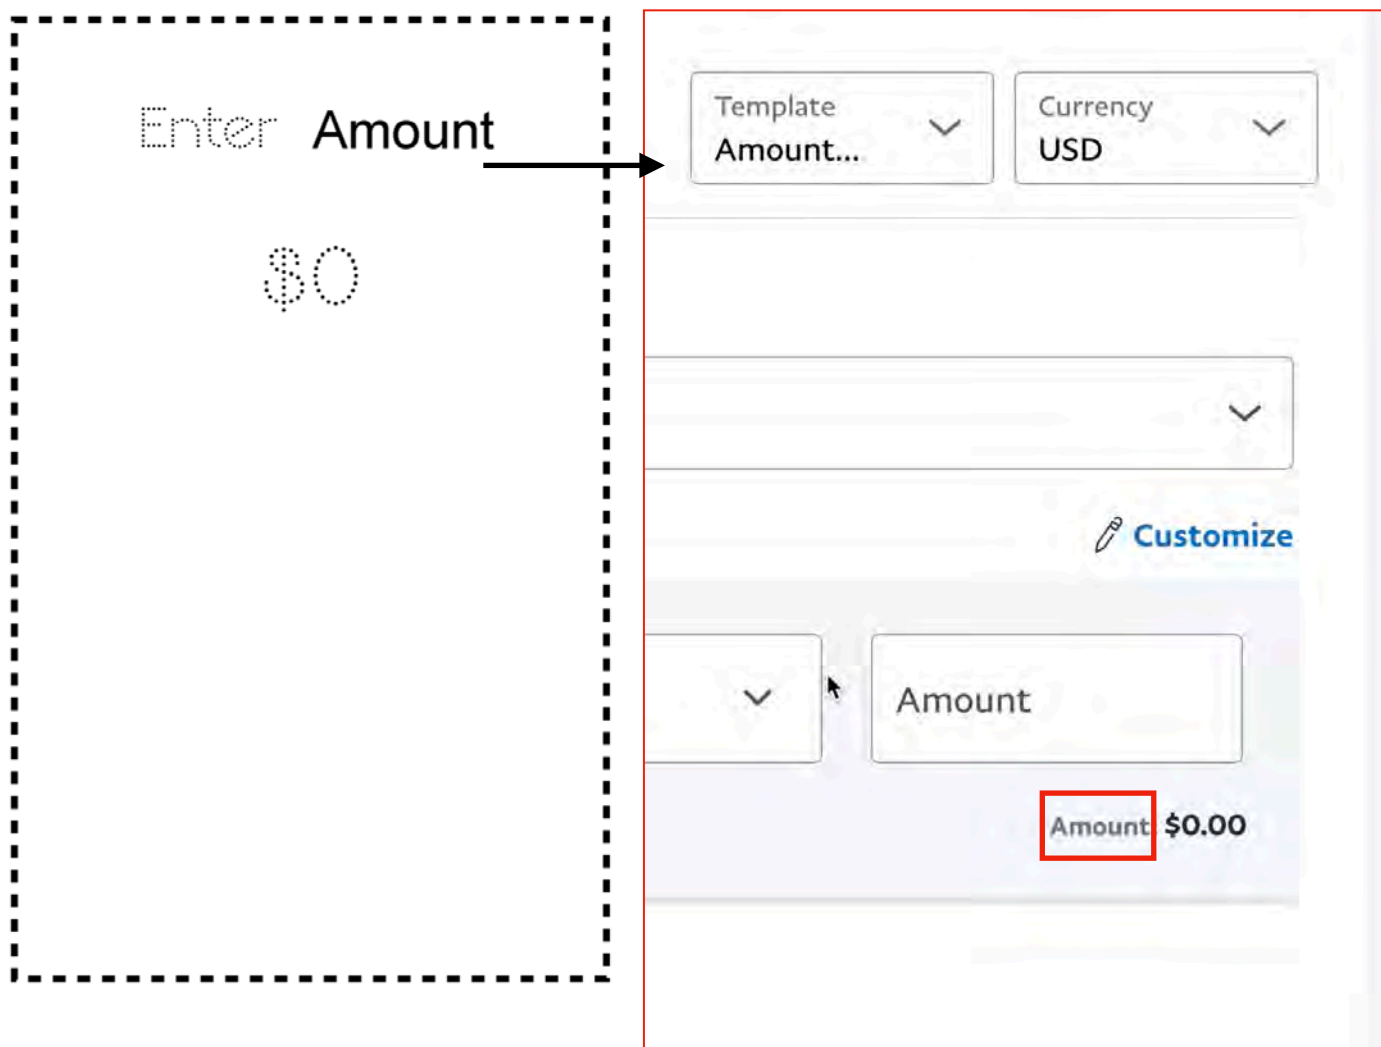 Enter Amount
$0
Template
Amount...
Currency
USD
Customize
Amount
Amount $0.00